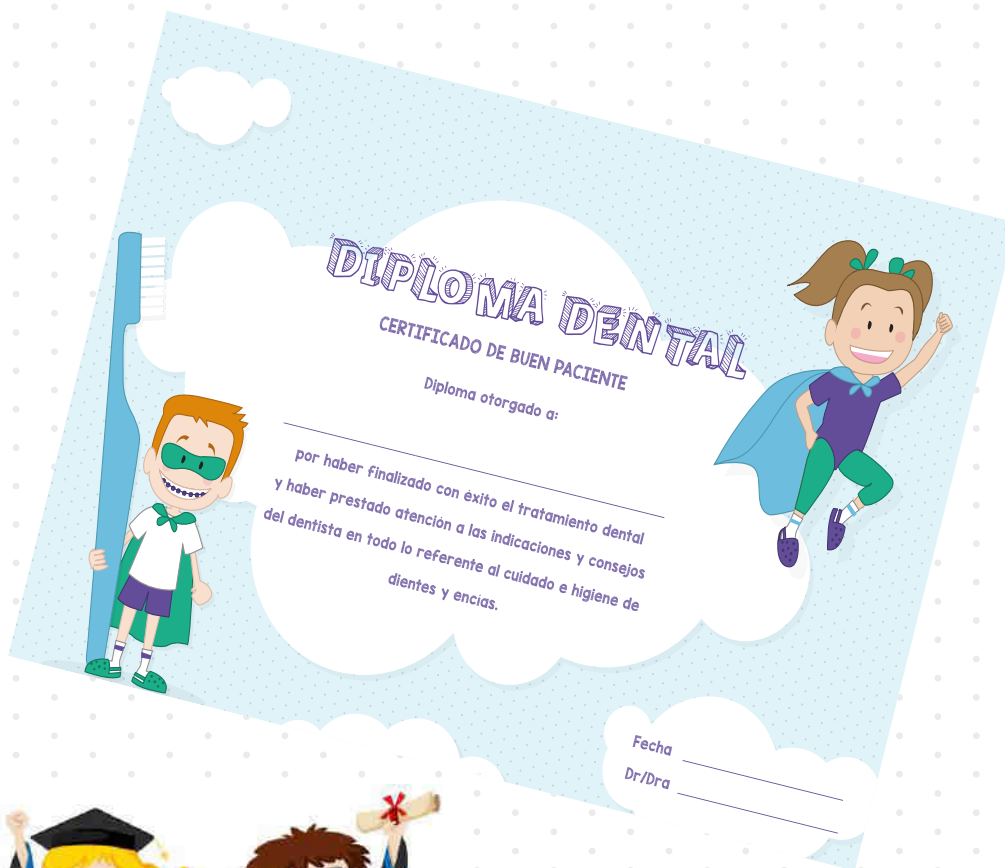 DIPLOMA DENTAL
CERTIFICADO DE BUEN PACIENTE
Diploma otorgado a:
por haber finalizado con èxito el tratamiento dental
y haber prestado atención a las indicaciones y consejos
del dentista en todo lo referente al cuidado e higiene de
dientes y encías.
Fecha
Dr/Dra